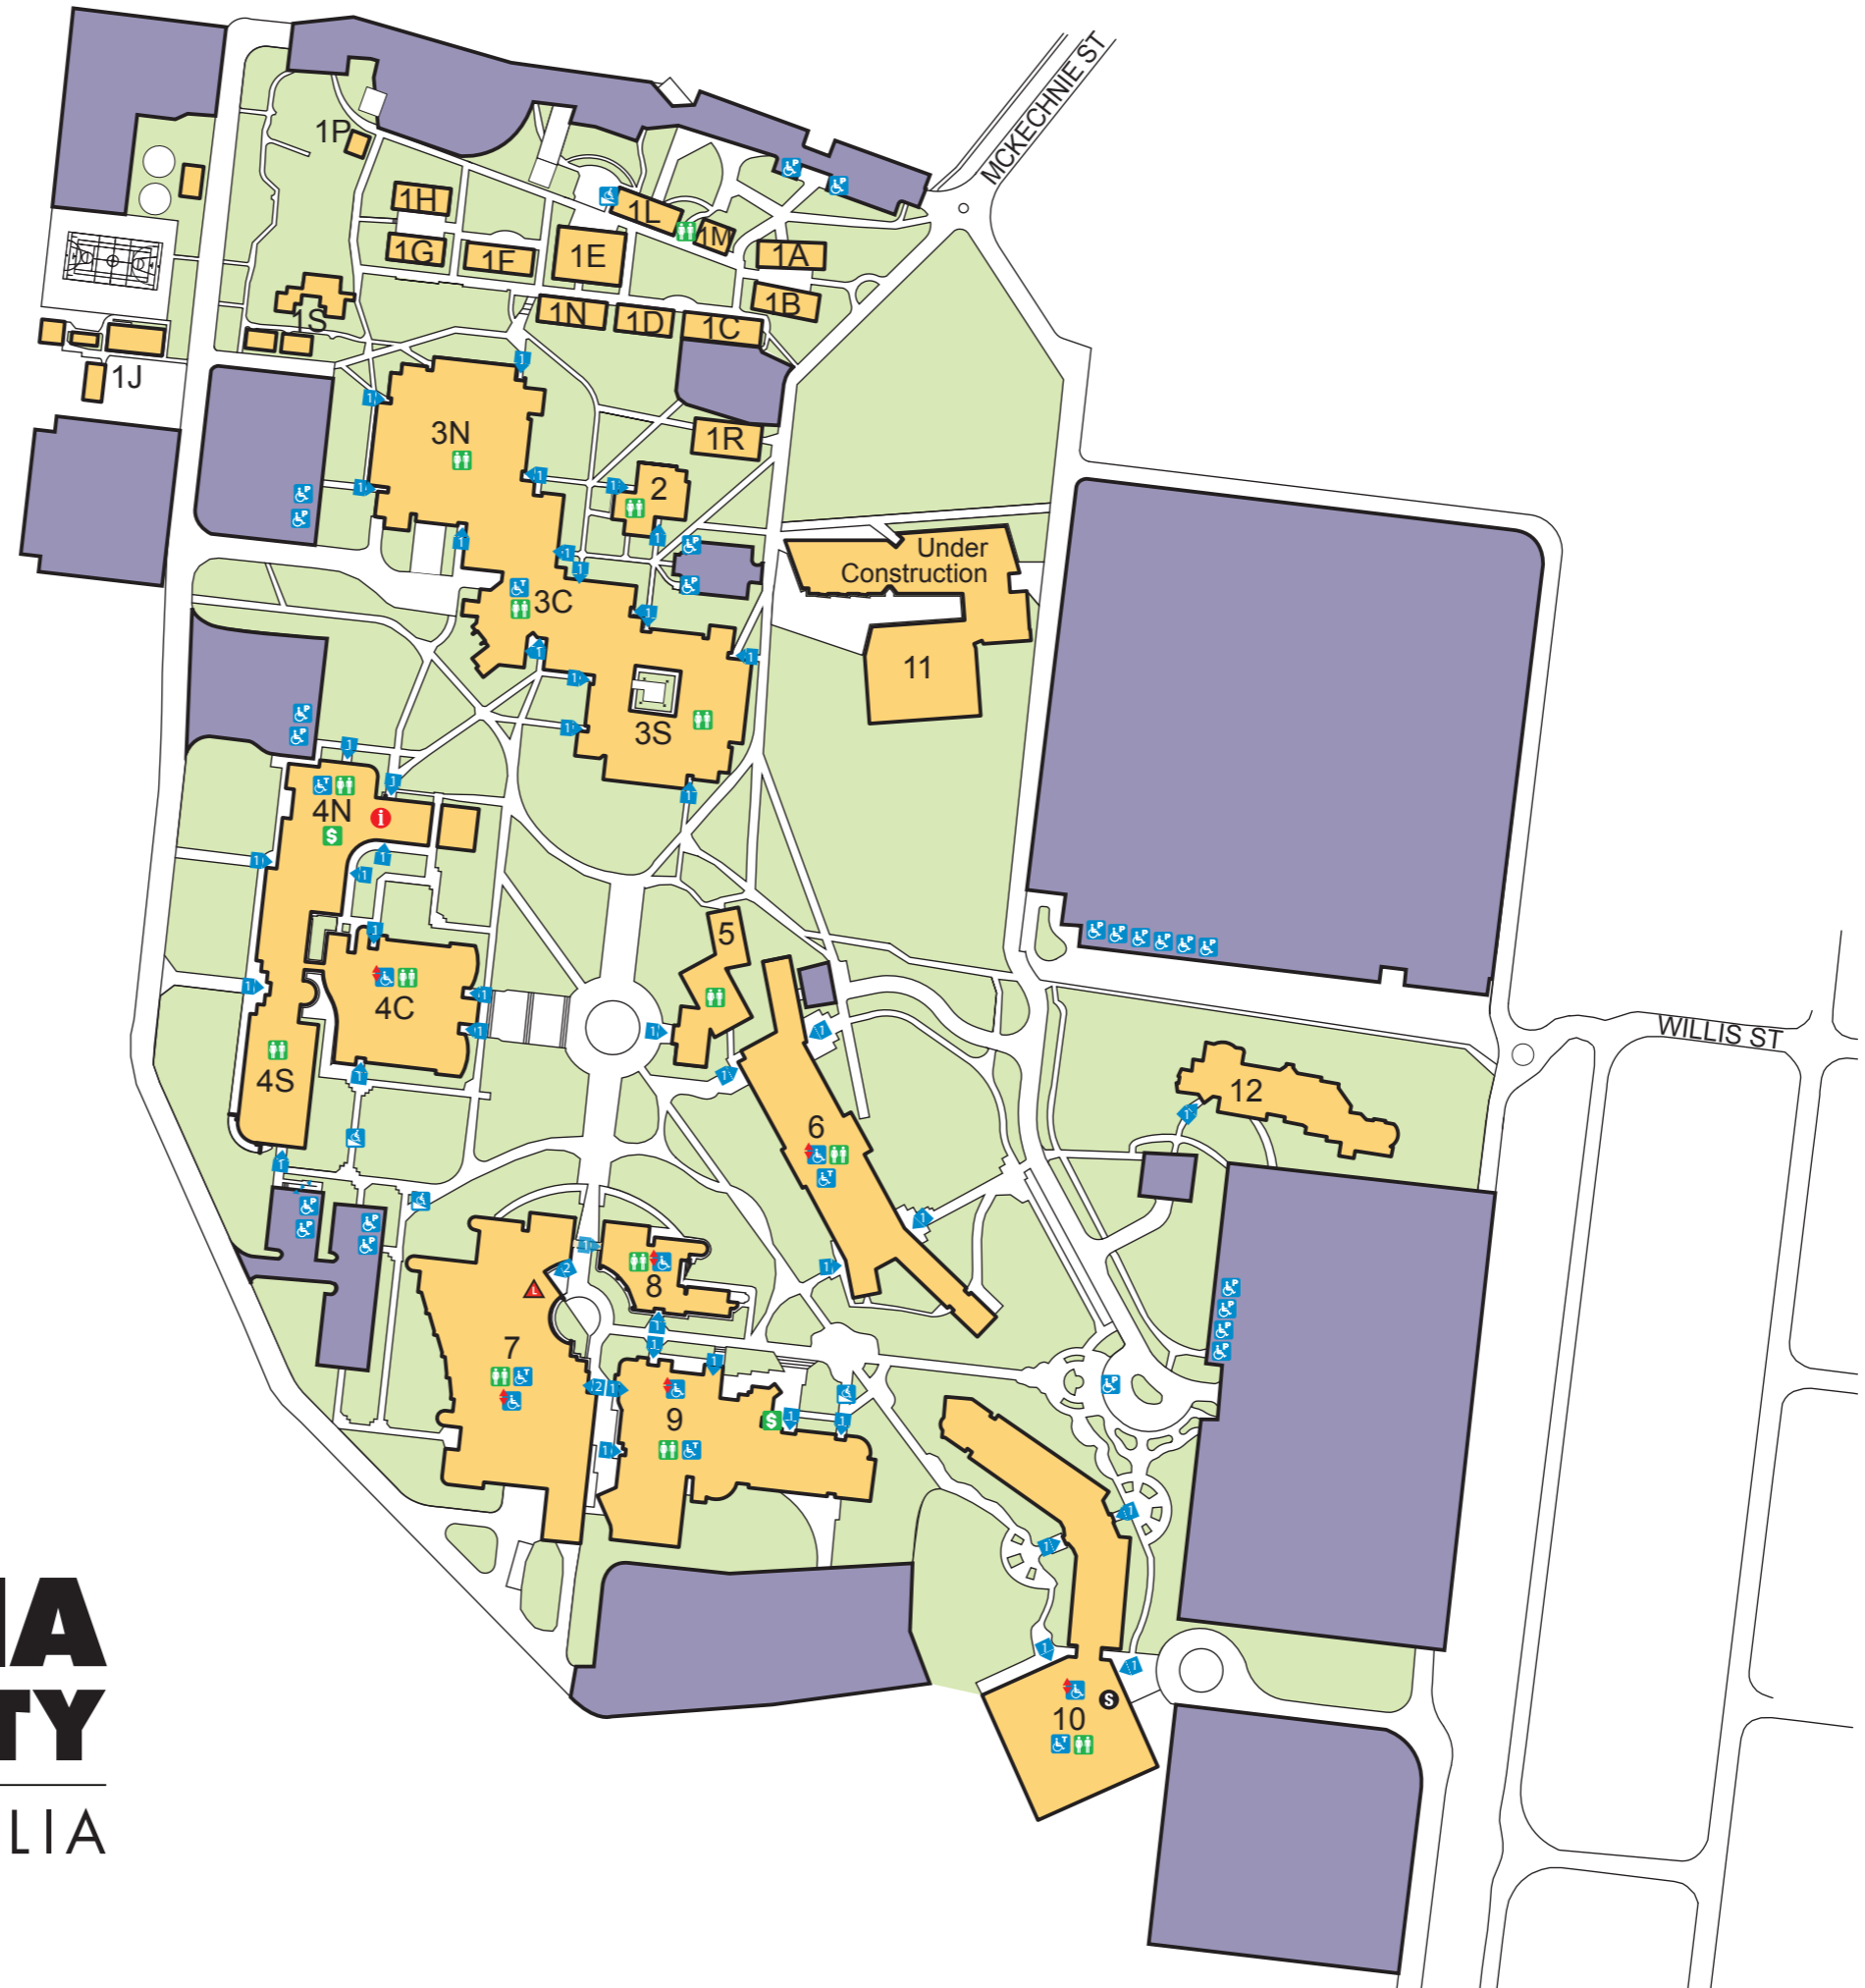 MCKECHNIE ST
1P
1H
1L
1M
1G
1F
1E
1A
1B
1S
1N
1D
1C
1J
3N
1R
2
Under
Construction
3C
11
3S
4N
i
$
5
4C
4S
WILLIS ST
12
6
8
L
7
9
$
10
S
IA
TY
LIA